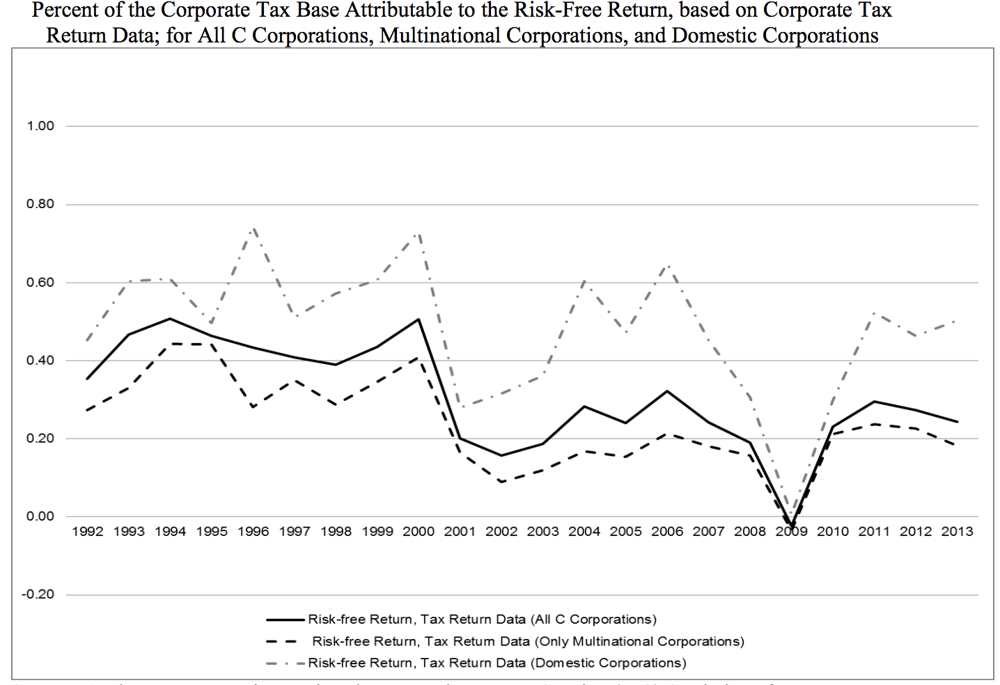 Percent of the Corporate Tax Base Attributable to the Risk-Free Return, based on Corporate Tax
Return Data; for All C Corporations, Multinational Corporations, and Domestic Corporations
1.00
0.80
0.60
0.40
0.20
0.00
1992 1993 1994 1995 1996 1997 1998 1999 2000 2001 2002 2003 2004 2005 2006 2007 2008 2009 2010 2011 2012 2013
-0.20
Risk-free Return, Tax Return Data (All C Corporations)
Risk-free Return, Tax Return Data (Only Multinational Corporations)
Risk-free Return, Tax Return Data (Domestic Corporations)